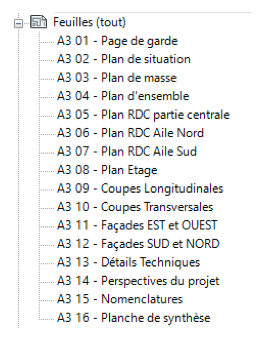 Feuilles (tout)
A3 01 - Page de garde
A3 02 - Plan de situation
A3 03 - Plan de masse
A3 04 - Plan d'ensemble
A3 05 - Plan RDC partie centrale
A3 06 - Plan RDC Aile Nord
A3 07 - Plan RDC Aile Sud
A3 08 - Plan Etage
A3 09 - Coupes Longitudinales
A3 10 - Coupes Transversales
A3 11 - Façades EST et OUEST
A3 12 - Façades SUD et NORD
A3 13 - Détails Techniques
A3 14 - Perspectives du projet
A3 15 - Nomenclatures
A3 16 - Planche de synthèse